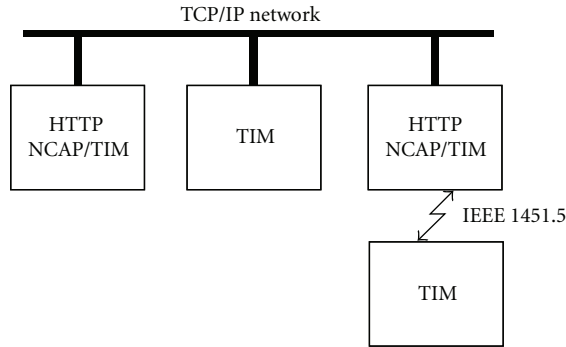 TCP/IP network
HTTP
NCAP/TIM
TIM
HTTP
NCAP/TIM
IEEE 1451.5
TIM